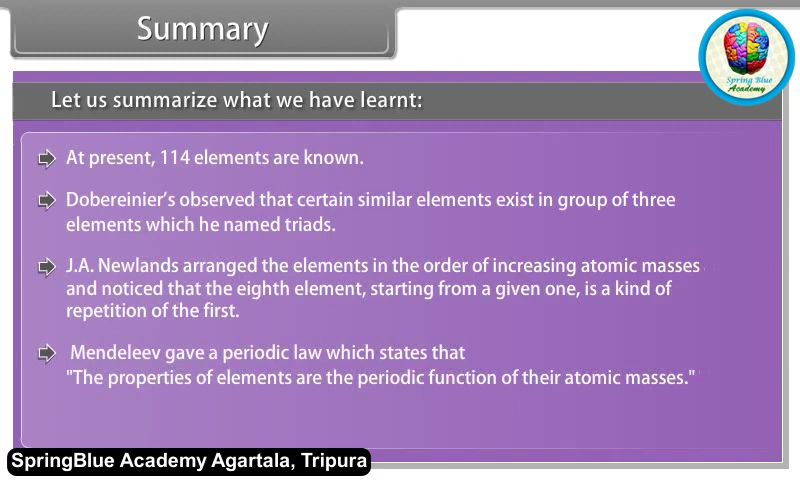 Summary
Spring Blue
Academy
Let us summarize what we have learnt:
At present, 114 elements are known.
Dobereinier's observed that certain similar elements exist in group of three
elements which he named triads.
J.A. Newlands arranged the elements in the order of increasing atomic masses
and noticed that the eighth element, starting from a given one, is a kind of
repetition of the first.
Mendeleev gave a periodic law which states that
"The properties of elements are the periodic function of their atomic masses."
SpringBlue Academy Agartala, Tripura